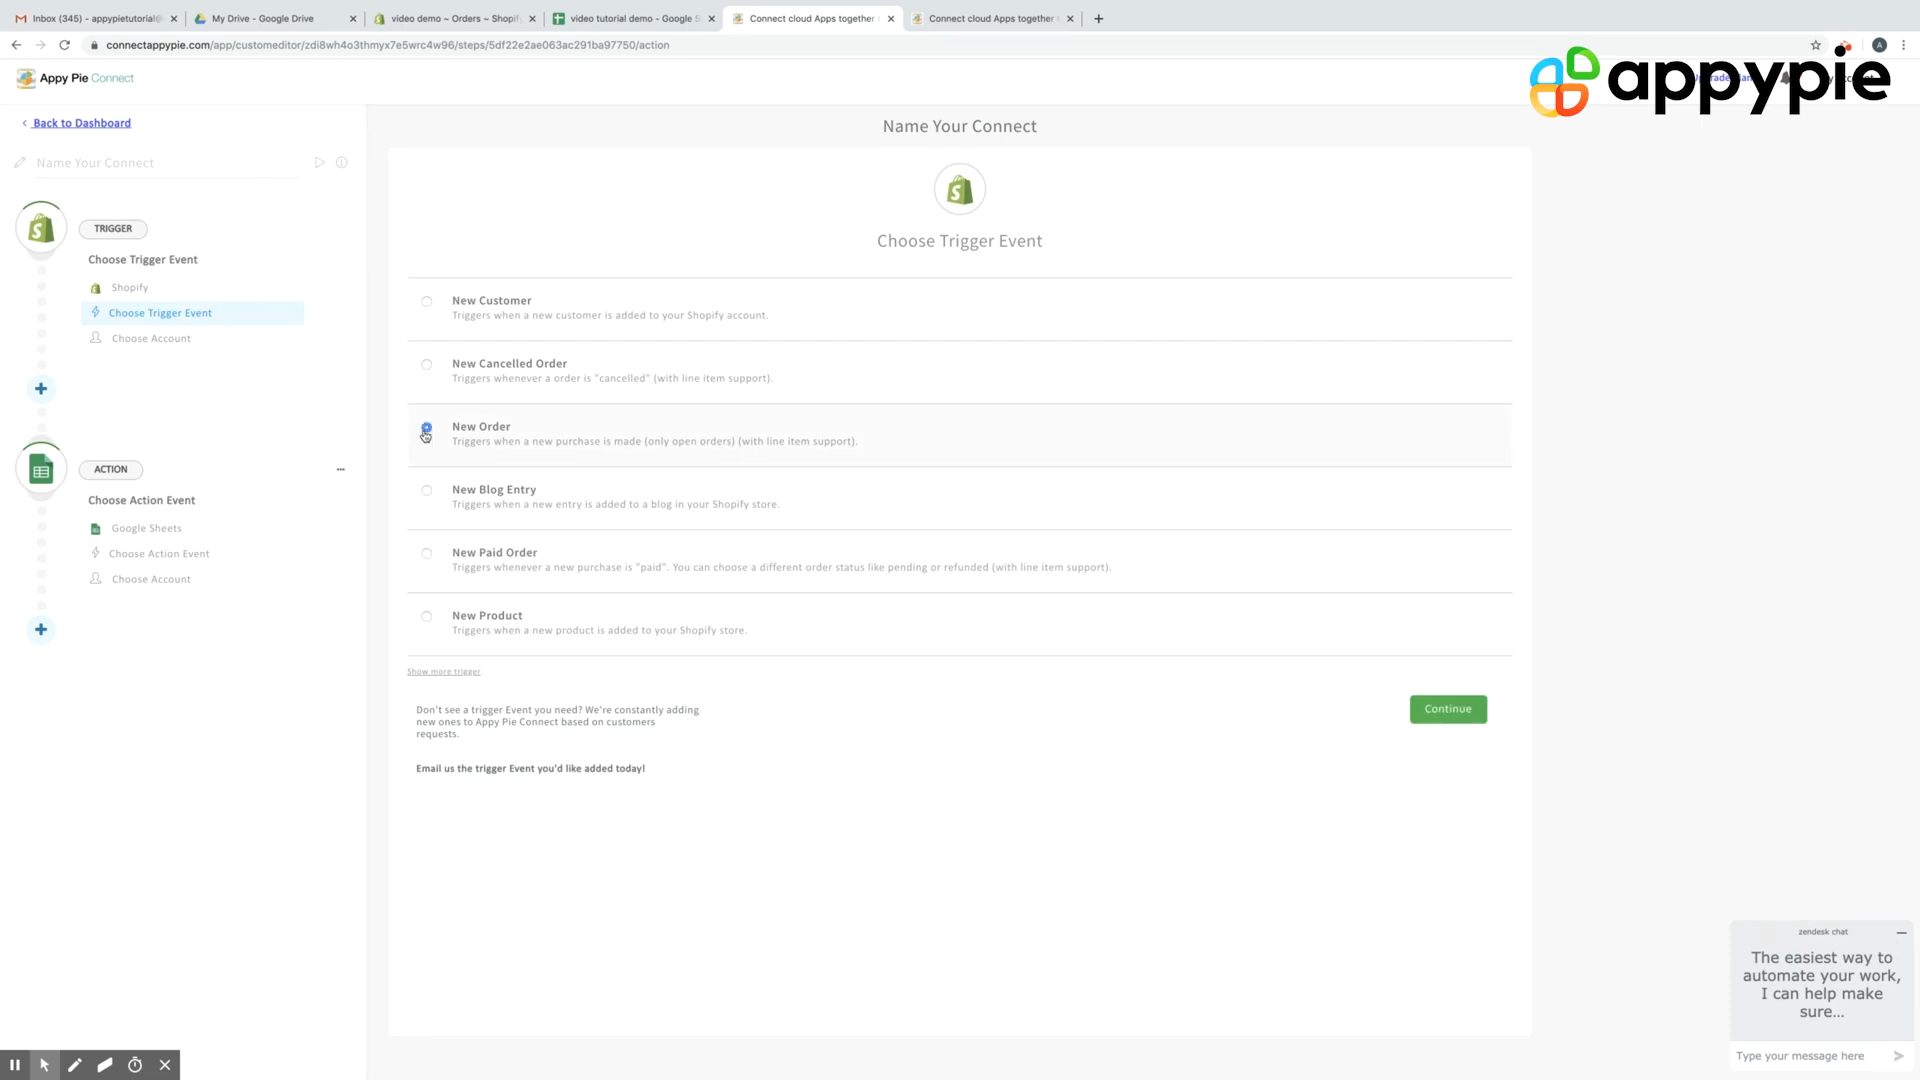 Inbox (345) - appypietutorial@
My Drive - Google Drive
video demo ~ Orders ~ Shopify
video tutorial demo - Google S
Connect cloud Apps together
Connect cloud Apps together
connectappypie.com/app/customeditor/zdi8wh4o3thmyx7e5wrc4w96/steps/5df22e2ae063ac291ba97750/action
A
Appy Pie Connect
appypie
Back to Dashboard
Name Your Connect
Name Your Connect
TRIGGER
Choose Trigger Event
Shopify
Choose Trigger Event
Choose Account
ACTION
Choose Action Event
Google Sheets
Choose Action Event
Choose Account
Choose Trigger Event
New Customer
Triggers when a new customer is added to your Shopify account.
New Cancelled Order
Triggers whenever a order is "cancelled" (with line item support).
New Order
Triggers when a new purchase is made (only open orders) (with line item support).
New Blog Entry
Triggers when a new entry is added to a blog in your Shopify store.
New Paid Order
Triggers whenever a new purchase is "paid". You can choose a different order status like pending or refunded (with line item support).
New Product
Triggers when a new product is added to your Shopify store.
Show more trigger
Don't see a trigger Event you need? We're constantly adding
new ones to Appy Pie Connect based on customers
requests.
Continue
Email us the trigger Event you'd like added today!
zendesk chat
The easiest way to
automate your work,
I can help make
sure...
Type your message here